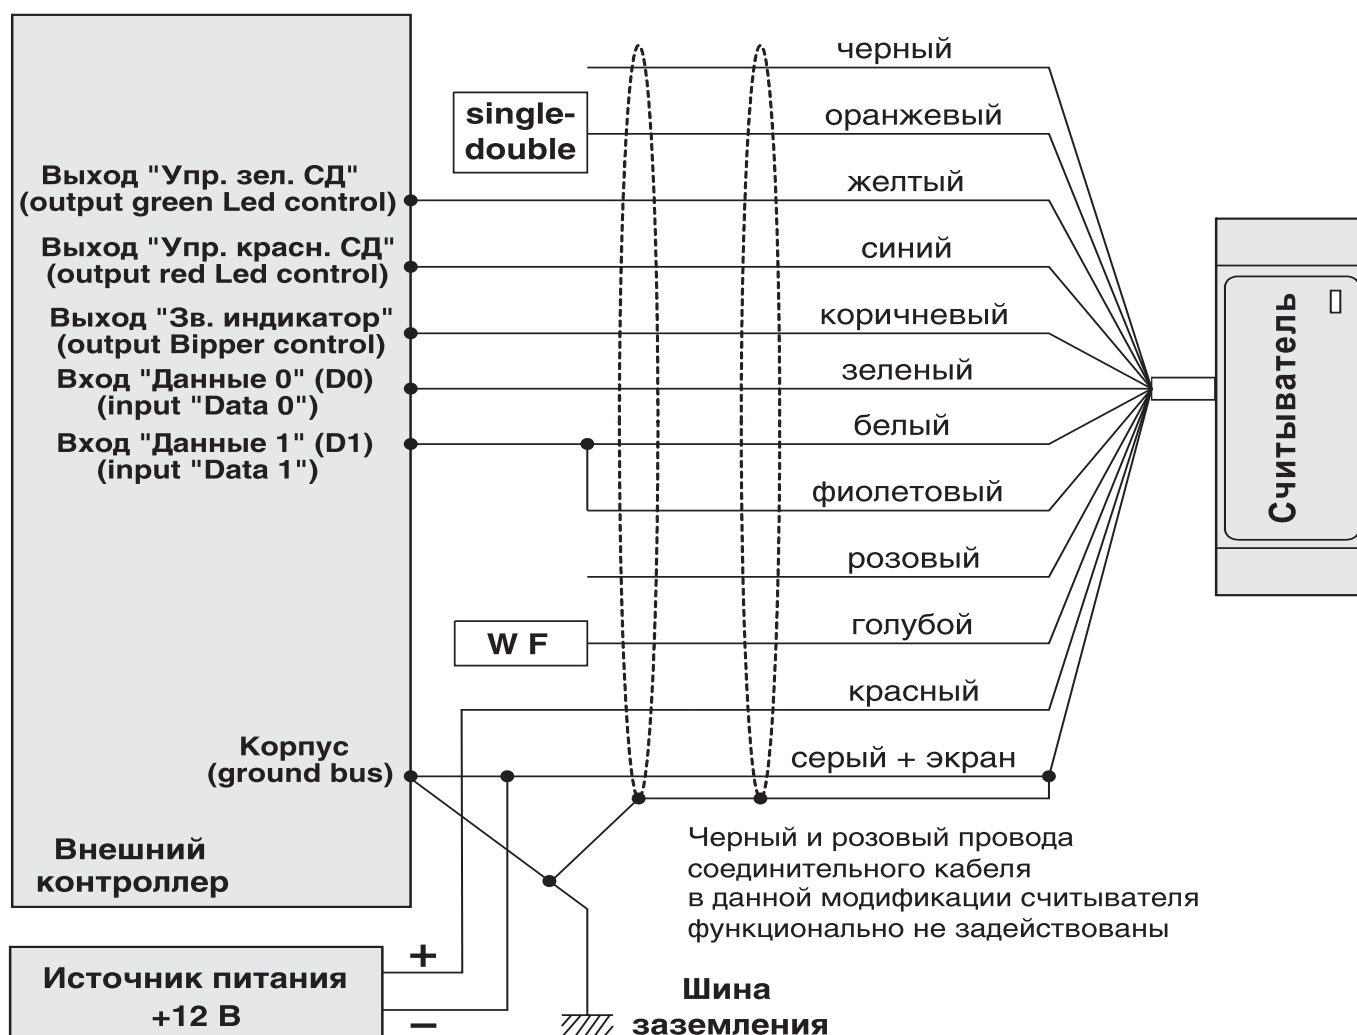 черный
single-
double
оранжевый
Выход "Упр. зел. СД"
(output green Led control)
желтый
Выход "Упр. красн. СД"
(output red Led control)
синий
Выход "Зв. индикатор"
(output Bipper control)
коричневый
Вход "Данные 0" (D0)
(input "Data 0")
зеленый
Вход "Данные 1" (D1)
(input "Data 1")
белый
фиолетовый
Считыватель
розовый
W F
голубой
красный
Корпус
(ground bus)
серый + экран
Внешний
контроллер
Черный и розовый провода
соединительного кабеля
в данной модификации считывателя
функционально не задействованы
Источник питания
+12 В
+
–
Шина
заземления